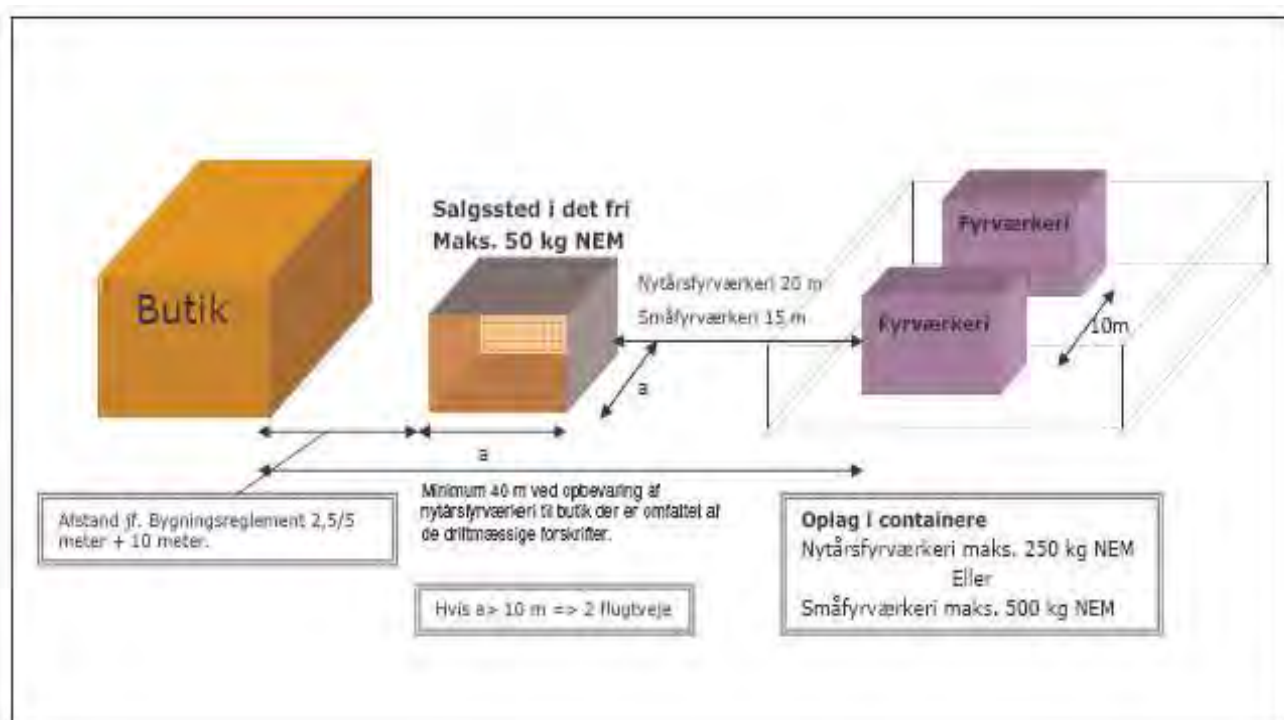 Butik
Salgssted i det fri
Maks. 50 kg NEM
Nytårsfyrværkeri 20 m
Småfyrværkeri 15 m
Fyrværkeri
Fyrværkeri
10m
a
a
Minimum 40 m ved opbevaring af
nytårsfyrværkeri til butik der er omfattet af
de driftmæssige forskrifter.
Afstand jf. Bygningsreglement 2,5/5
meter + 10 meter.
Hvis a> 10 m => 2 flugtveje
Oplag i containere
Nytårsfyrværkeri maks. 250 kg NEM
Eller
Småfyrværkeri maks. 500 kg NEM